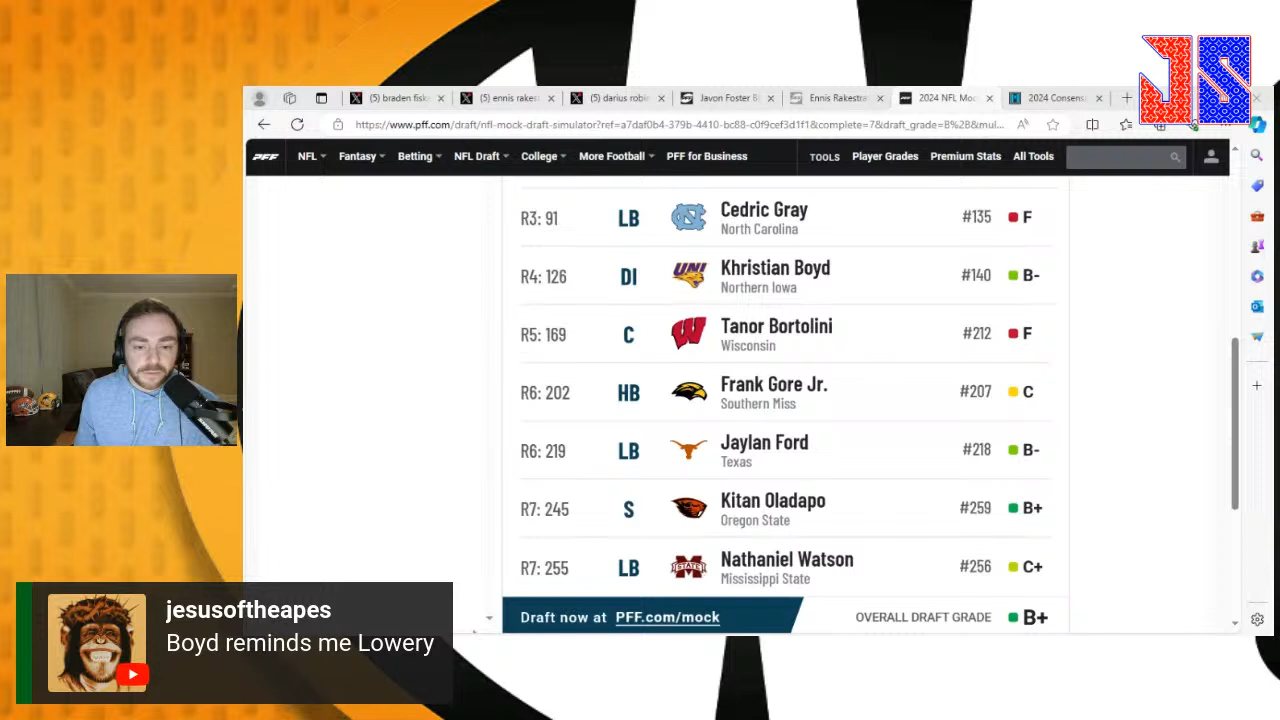 JS
(5) braden fisk
(5) ennis rakest
(5) darius robi
Javon Foster B
Ennis Rakestra
2024 NFL Mo
2024 Consens
https://www.pff.com/draft/nfl-mock-draft-simulator?ref=a7daf0b4-379b-4410-bc88-c0f9cef3d1f1&complete=7&draft_grade=B%2B&mul...
PFF NFL Fantasy Betting NFL Draft College More Football PFF for Business TOOLS Player Grades Premium Stats All Tools
R3: 91 LB Cedric Gray #135 F
North Carolina
R4: 126 DI UNI Khristian Boyd #140 B-
Northern Iowa
R5: 169 C W Tanor Bortolini #212 F
Wisconsin
R6: 202 HB Frank Gore Jr. #207 C
Southern Miss
R6: 219 LB Jaylan Ford #218 B-
Texas
R7: 245 S Kitan Oladapo #259 B+
Oregon State
R7: 255 LB STATE Nathaniel Watson #256 C+
Mississippi State
Draft now at PFF.com/mock OVERALL DRAFT GRADE B+
jesusoftheapes
Boyd reminds me Lowery